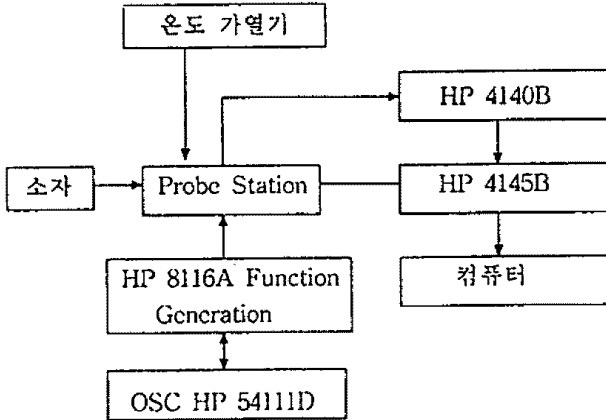 온도 가열기
HP 4140B
소자
Probe Station
HP 4145B
HP 8116A Function
Generation
컴퓨터
OSC HP 54111D